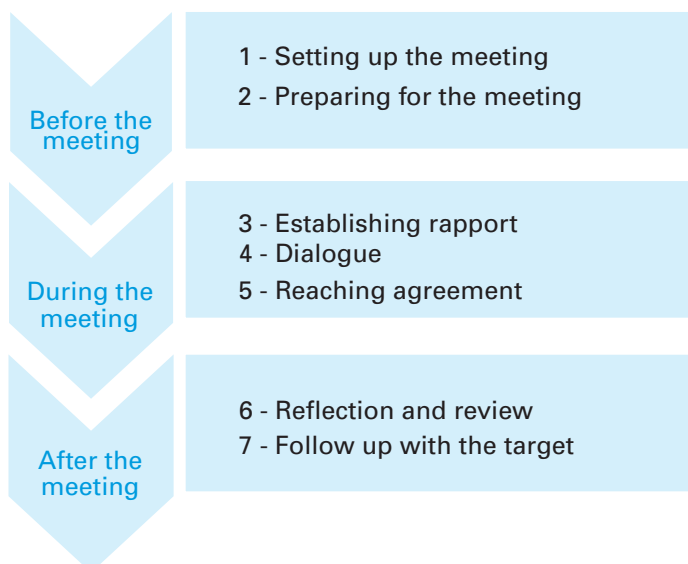 Before the
meeting
1 - Setting up the meeting
2 - Preparing for the meeting
During the
meeting
3 - Establishing rapport
4 - Dialogue
5 - Reaching agreement
After the
meeting
6 - Reflection and review
7 - Follow up with the target